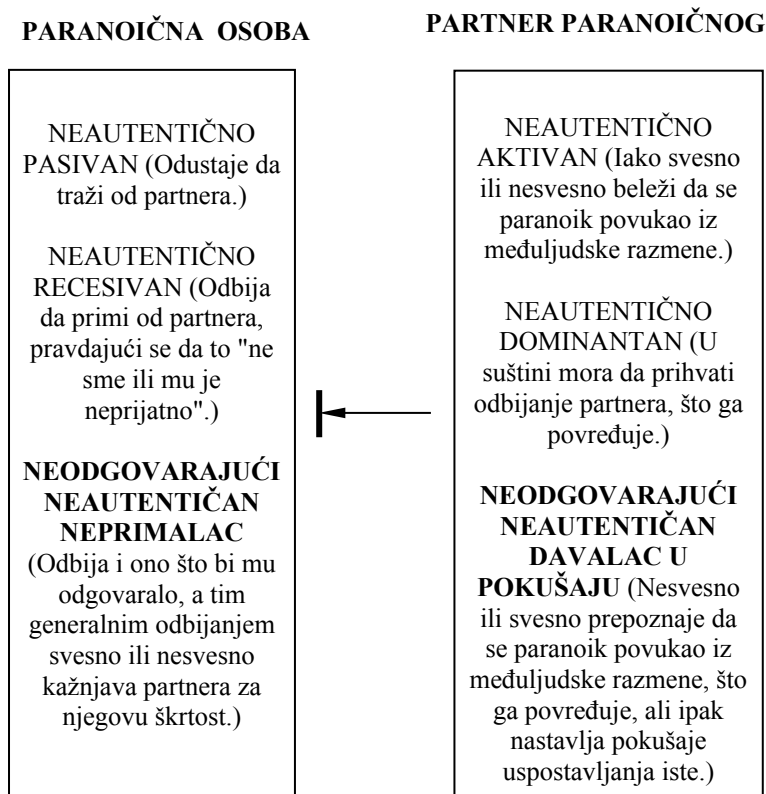 PARANOIČNA OSOBA
NEAUTENTIČNO
PASIVAN (Odustaje da
traži od partnera.)
NEAUTENTIČNO
RECESIVAN (Odbija
da primi od partnera,
pravdajući se da to "ne
sme ili mu je
neprijatno".)
NEODGOVARAJUĆI
NEAUTENTIČAN
NEPRIMALAC
(Odbija i ono što bi mu
odgovaralo, a tim
generalnim odbijanjem
svesno ili nesvesno
kažnjava partnera za
njegovu škrtost.)
PARTNER PARANOIČNOG
NEAUTENTIČNO
AKTIVAN (Iako svesno
ili nesvesno beleži da se
paranoik povukao iz
međuljudske razmene.)
NEAUTENTIČNO
DOMINANTAN (U
suštini mora da prihvati
odbijanje partnera, što ga
povređuje.)
NEODGOVARAJUĆI
NEAUTENTIČAN
DAVALAC U
POKUŠAJU (Nesvesno
ili svesno prepoznaje da
se paranoik povukao iz
međuljudske razmene, što
ga povređuje, ali ipak
nastavlja pokušaje
uspostavljanja iste.)